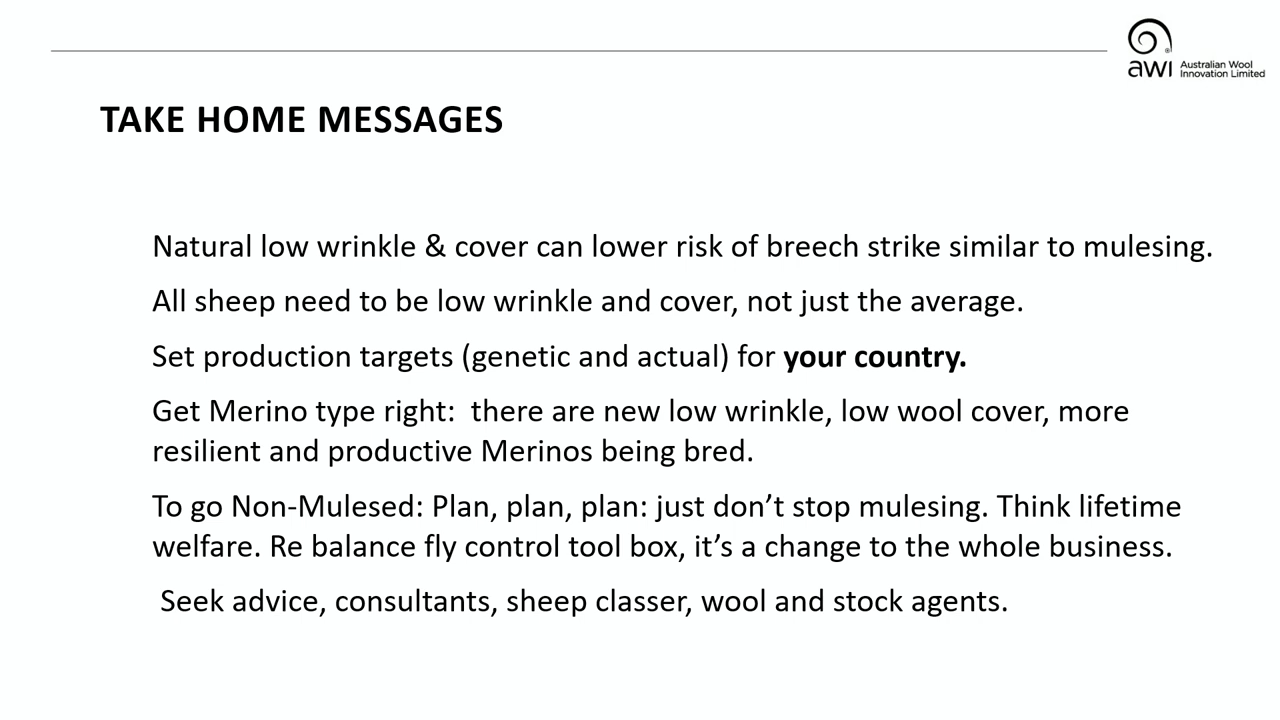 awi Australian Wool
Innovation Limited
TAKE HOME MESSAGES
Natural low wrinkle & cover can lower risk of breech strike similar to mulesing.
All sheep need to be low wrinkle and cover, not just the average.
Set production targets (genetic and actual) for your country.
Get Merino type right:  there are new low wrinkle, low wool cover, more
resilient and productive Merinos being bred.
To go Non-Mulesed: Plan, plan, plan: just don’t stop mulesing. Think lifetime
welfare. Re balance fly control tool box, it’s a change to the whole business.
Seek advice, consultants, sheep classer, wool and stock agents.